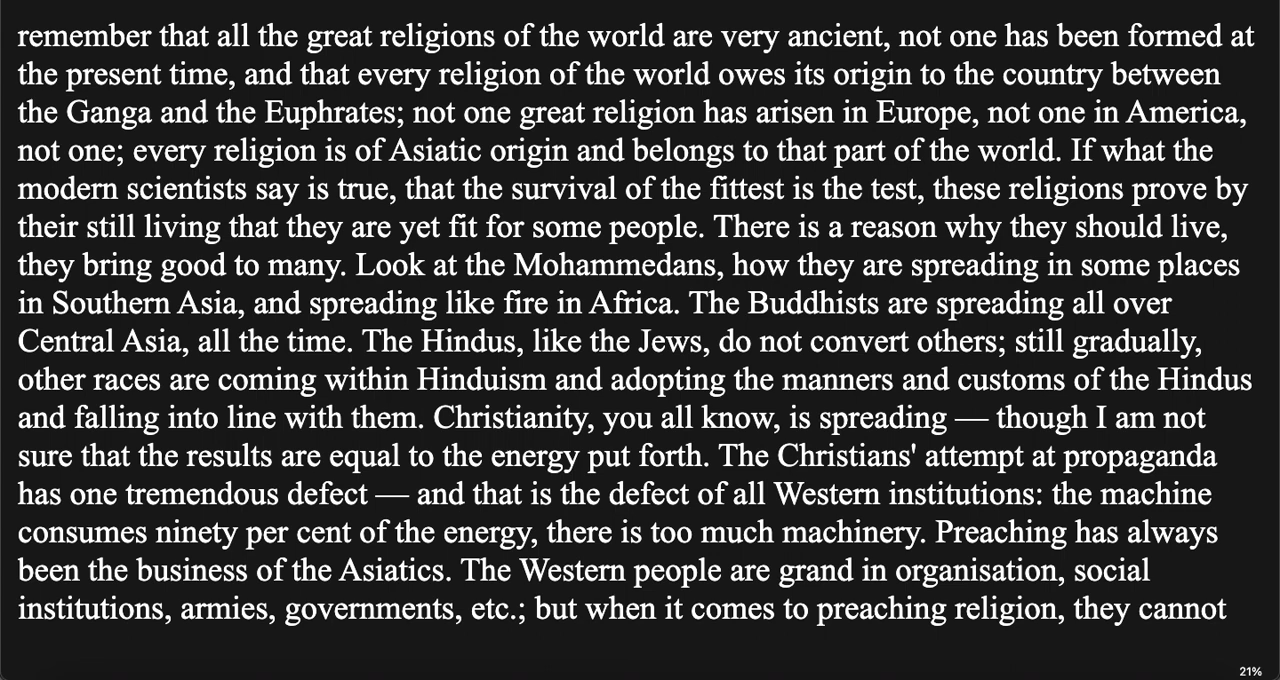 remember that all the great religions of the world are very ancient, not one has been formed at
the present time, and that every religion of the world owes its origin to the country between
the Ganga and the Euphrates; not one great religion has arisen in Europe, not one in America,
not one; every religion is of Asiatic origin and belongs to that part of the world. If what the
modern scientists say is true, that the survival of the fittest is the test, these religions prove by
their still living that they are yet fit for some people. There is a reason why they should live,
they bring good to many. Look at the Mohammedans, how they are spreading in some places
in Southern Asia, and spreading like fire in Africa. The Buddhists are spreading all over
Central Asia, all the time. The Hindus, like the Jews, do not convert others; still gradually,
other races are coming within Hinduism and adopting the manners and customs of the Hindus
and falling into line with them. Christianity, you all know, is spreading — though I am not
sure that the results are equal to the energy put forth. The Christians' attempt at propaganda
has one tremendous defect — and that is the defect of all Western institutions: the machine
consumes ninety per cent of the energy, there is too much machinery. Preaching has always
been the business of the Asiatics. The Western people are grand in organisation, social
institutions, armies, governments, etc.; but when it comes to preaching religion, they cannot
21%